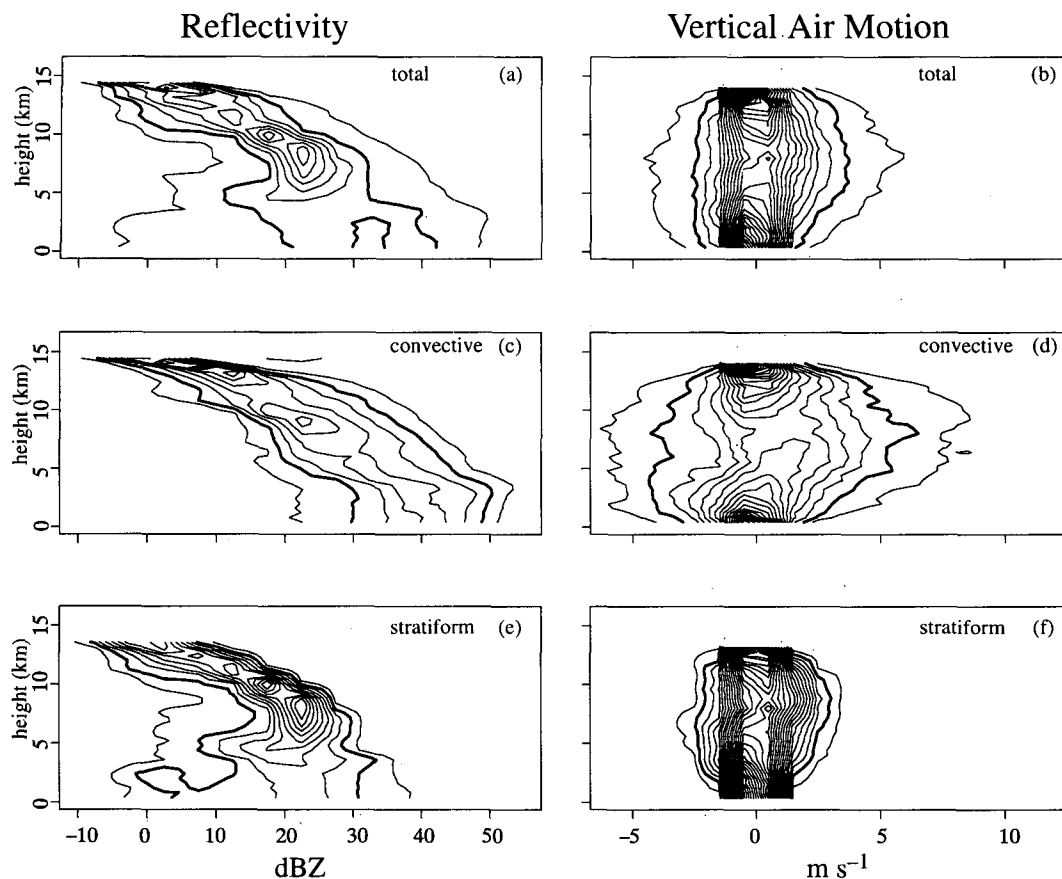 Reflectivity
Vertical Air Motion
total (a)
total (b)
height (km)
0 5 10 15
convective (c)
convective (d)
height (km)
0 5 10 15
stratiform (e)
stratiform (f)
height (km)
0 5 10 15
−10 0 10 20 30 40 50
−5 0 5 10
dBZ
m s⁻¹